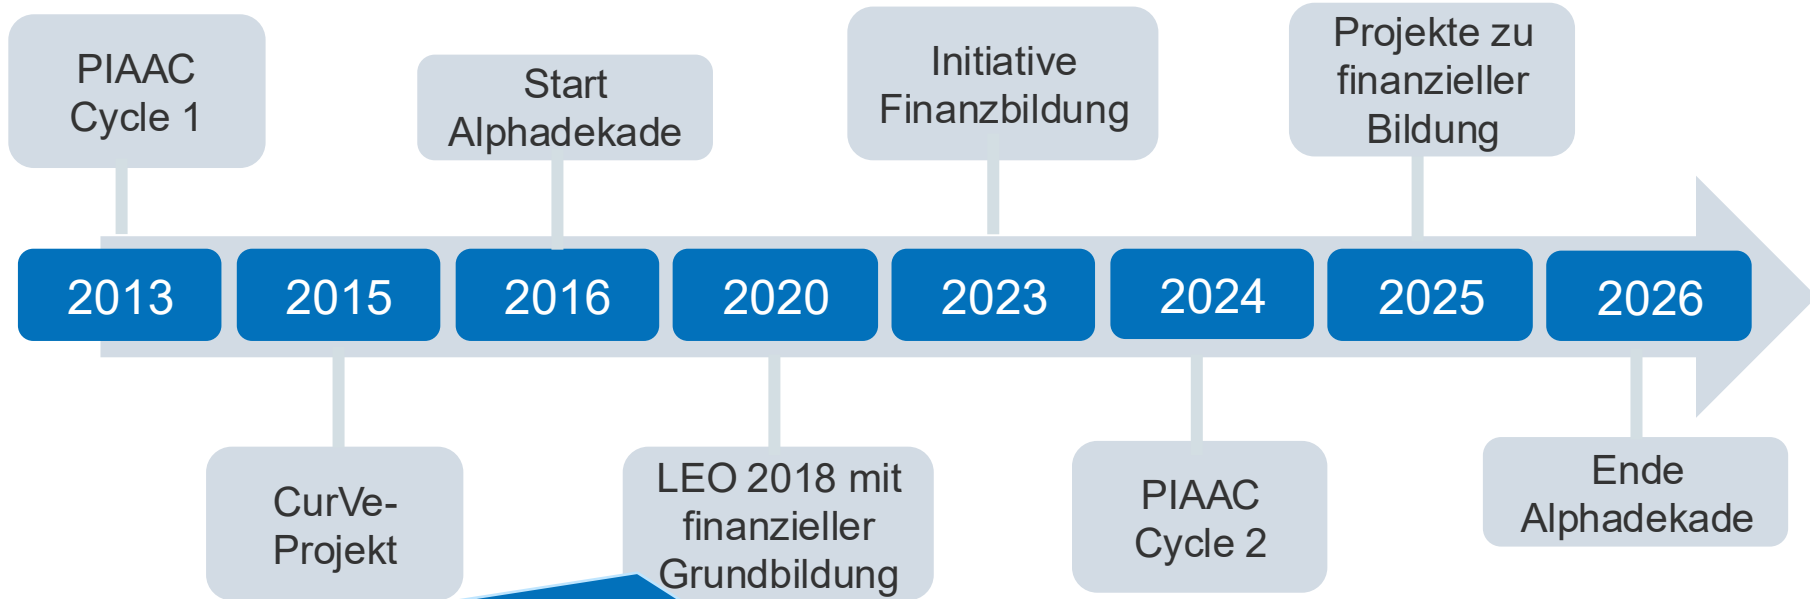 PIAAC
Cycle 1
Start
Alphadekade
Initiative
Finanzbildung
Projekte zu
finanzieller
Bildung
2013
2015
2016
2020
2023
2024
2025
2026
CurVe-
Projekt
LEO 2018 mit
finanzieller
Grundbildung
PIAAC
Cycle 2
Ende
Alphadekade